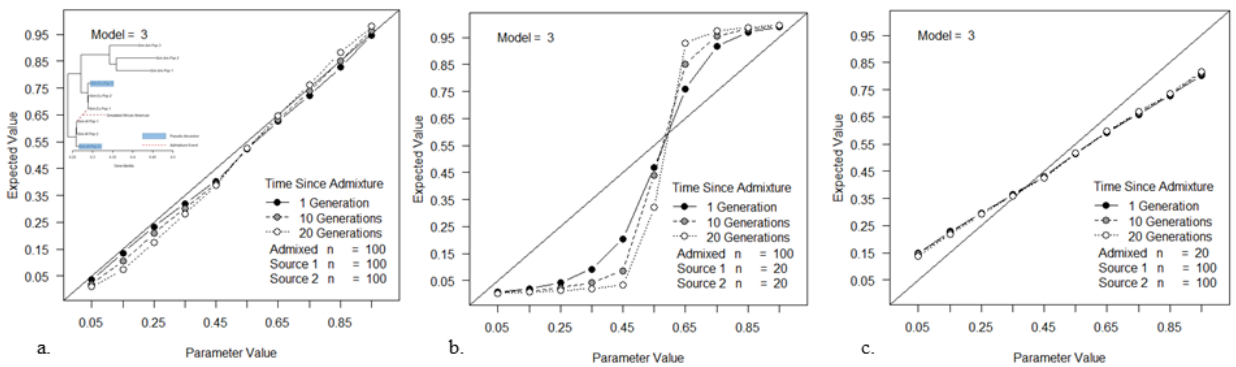 Model = 3
Expected Value
0.95
0.85
0.75
0.65
0.55
0.45
0.35
0.25
0.15
0.05
Pseudo Ancestor
Admixture Event
Gene Identity
Time Since Admixture
1 Generation
10 Generations
20 Generations
Admixed n = 100
Source 1 n = 100
Source 2 n = 100
0.05 0.25 0.45 0.65 0.85
Parameter Value
a.
Model = 3
Expected Value
0.95
0.85
0.75
0.65
0.55
0.45
0.35
0.25
0.15
0.05
Time Since Admixture
1 Generation
10 Generations
20 Generations
Admixed n = 100
Source 1 n = 20
Source 2 n = 20
0.05 0.25 0.45 0.65 0.85
Parameter Value
b.
Model = 3
Expected Value
0.95
0.85
0.75
0.65
0.55
0.45
0.35
0.25
0.15
0.05
Time Since Admixture
1 Generation
10 Generations
20 Generations
Admixed n = 20
Source 1 n = 100
Source 2 n = 100
0.05 0.25 0.45 0.65 0.85
Parameter Value
c.